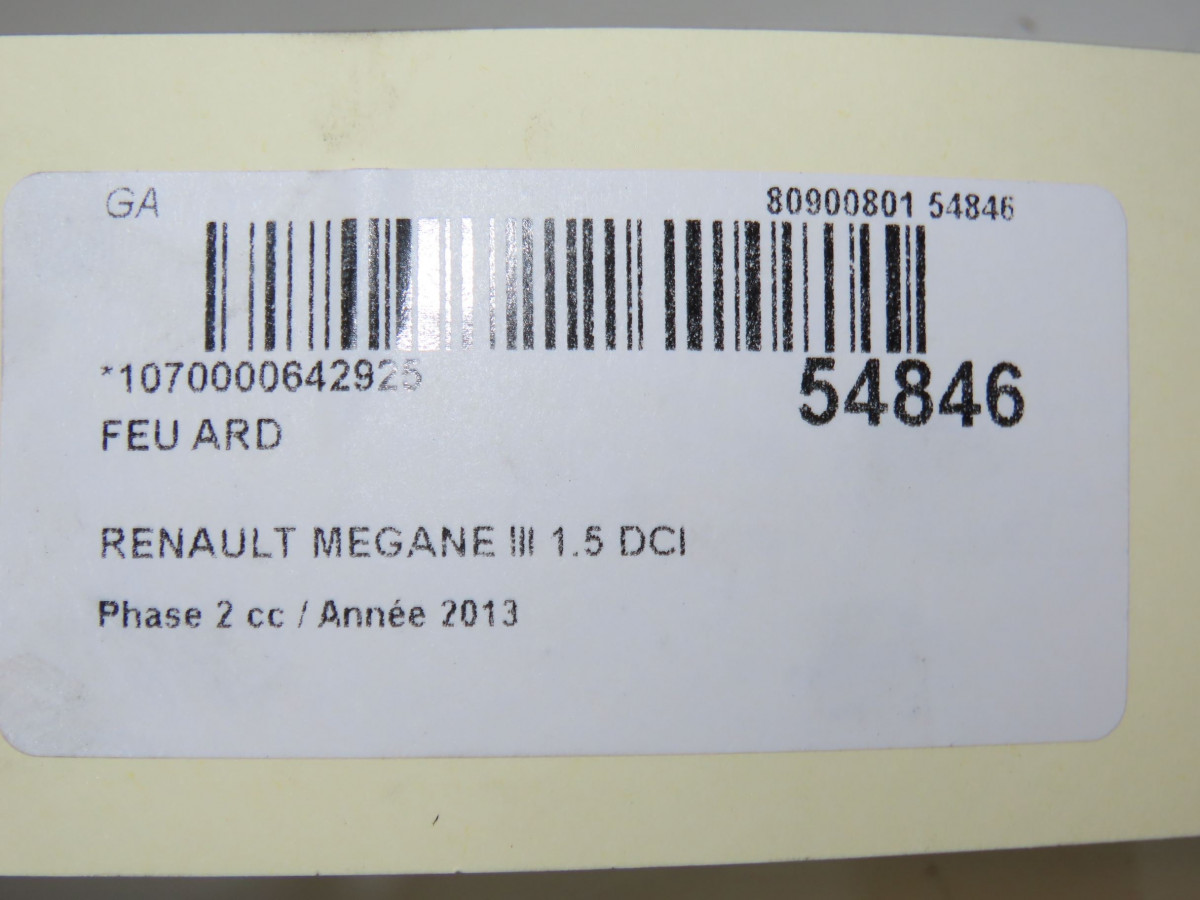 GA
80900801 54846
*1070000642925
54846
FEU ARD
RENAULT MEGANE III 1.5 DCI
Phase 2 cc / Année 2013